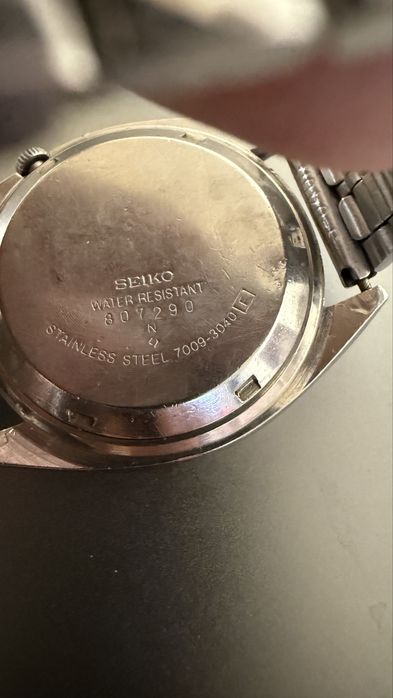 SEIKO
WATER RESISTANT
807290
N
STAINLESS STEEL 7009-3040